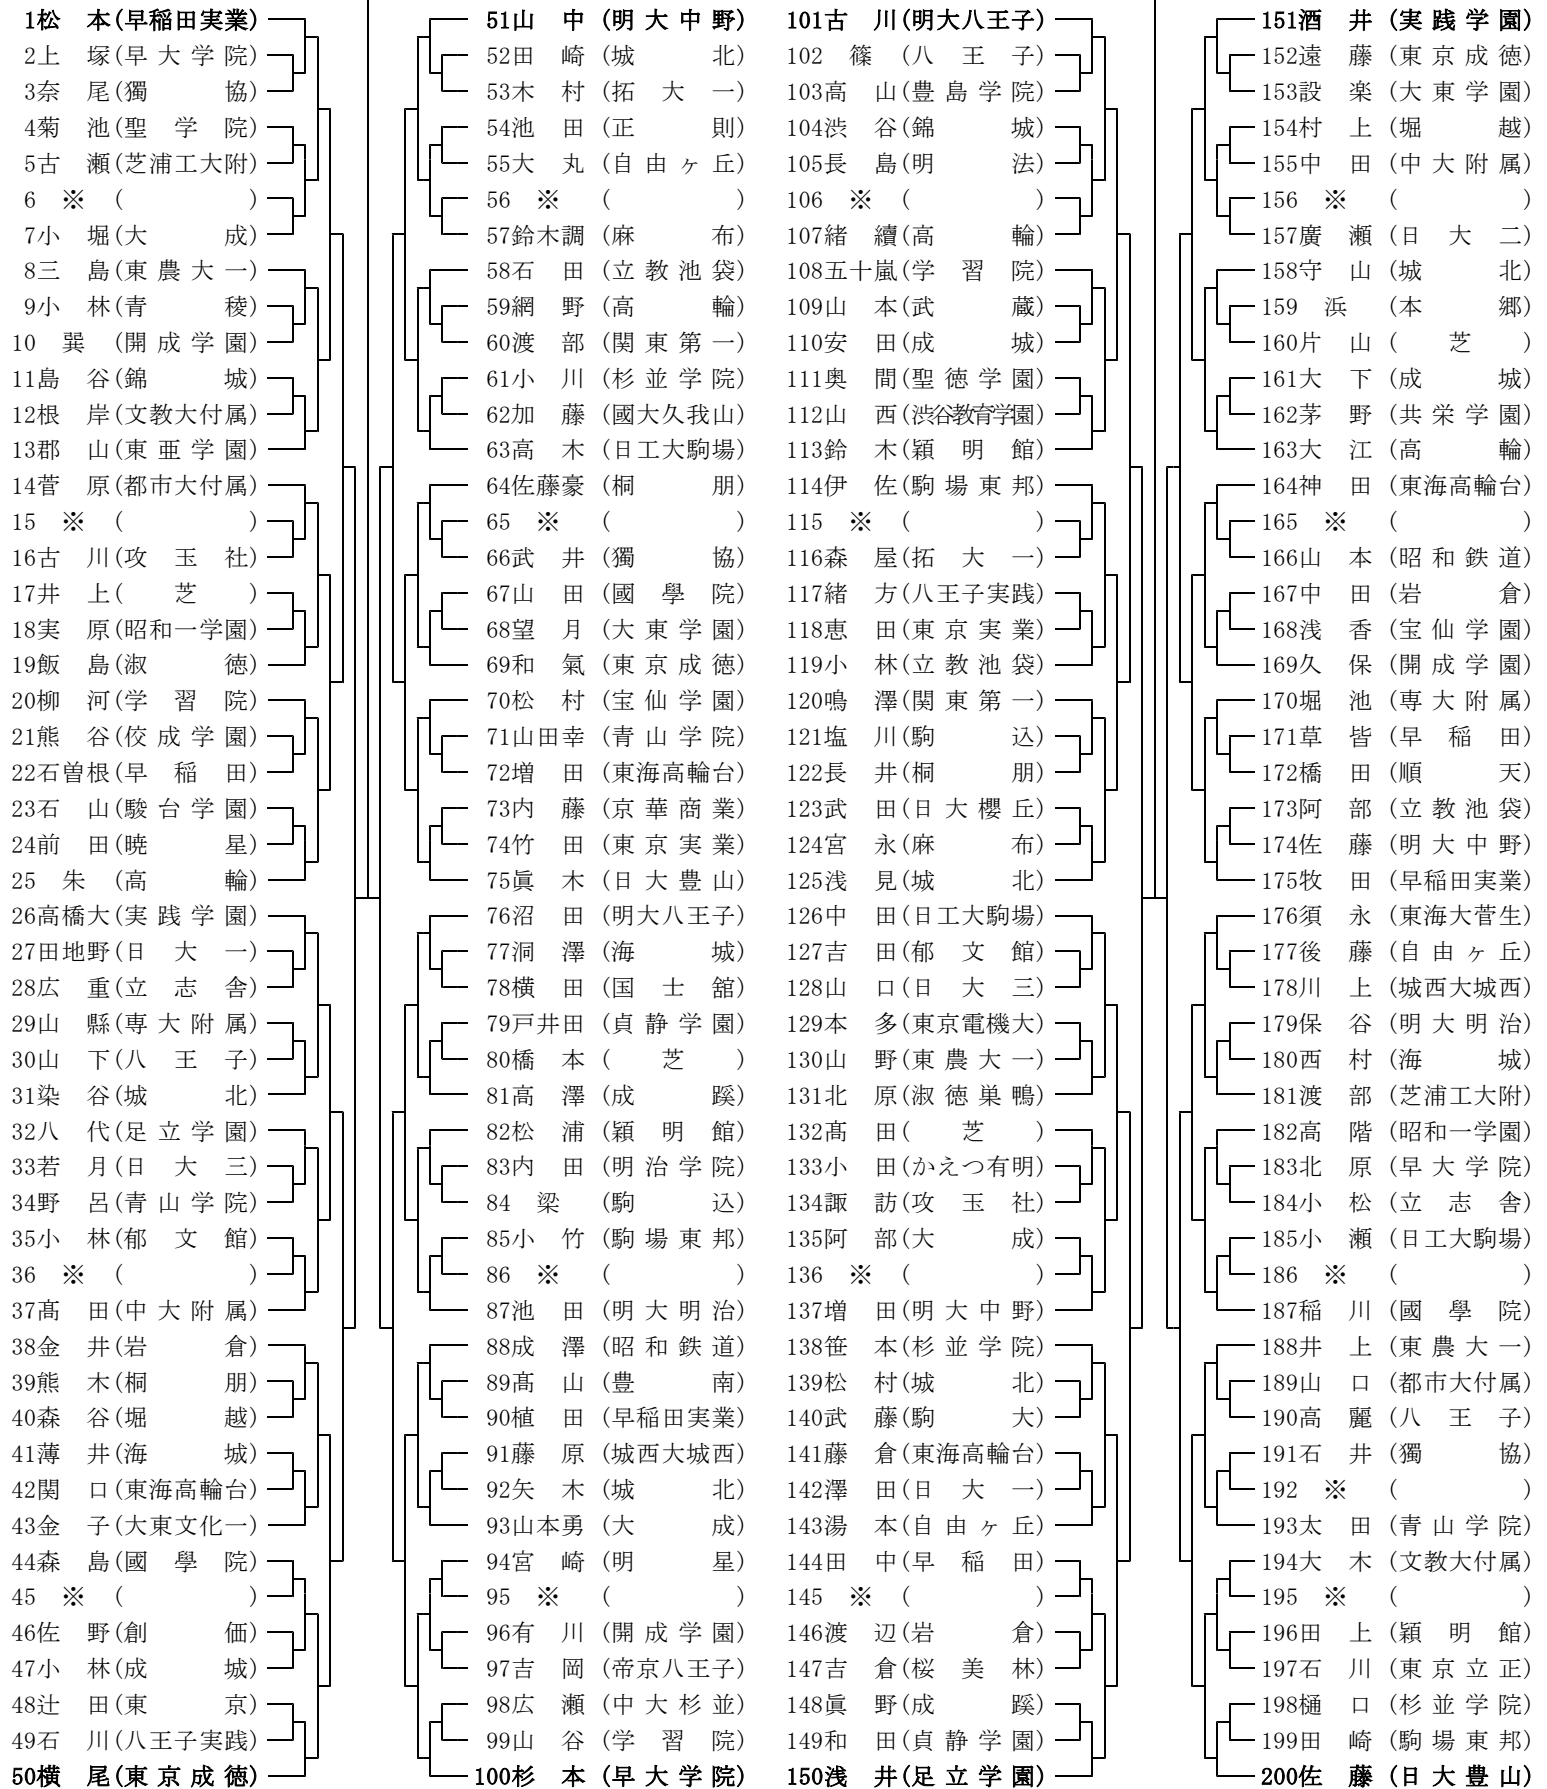 1松　本(早稲田実業)
2上　塚(早大学院)
3奈　尾(獨協)
4菊　池(聖学院)
5古　瀬(芝浦工大附)
6　※　(　)
7小　堀(大成)
8三　島(東農大一)
9小　林(青稜)
10　巽　(開成学園)
11島　谷(錦城)
12根　岸(文教大付属)
13郡　山(東亜学園)
14菅　原(都市大付属)
15　※　(　)
16古　川(攻玉社)
17井　上(芝)
18実　原(昭和一学園)
19飯　島(淑徳)
20柳　河(学習院)
21熊　谷(佼成学園)
22石曽根(早稲田)
23石　山(駿台学園)
24前　田(暁星)
25　朱　(高輪)
26高橋大(実践学園)
27田地野(日大一)
28広　重(立志舎)
29山　縣(専大附属)
30山　下(八王子)
31染　谷(城北)
32八　代(足立学園)
33若　月(日大三)
34野　呂(青山学院)
35小　林(郁文館)
36　※　(　)
37髙　田(中大附属)
38金　井(岩倉)
39熊　木(桐朋)
40森　谷(堀越)
41薄　井(海城)
42関　口(東海高輪台)
43金　子(大東文化一)
44森　島(國學院)
45　※　(　)
46佐　野(創価)
47小　林(成城)
48辻　田(東京)
49石　川(八王子実践)
50横　尾(東京成徳)
51山　中(明大中野)
52田　崎(城北)
53木　村(拓大一)
54池　田(正則)
55大　丸(自由ヶ丘)
56　※　(　)
57鈴木調(麻布)
58石　田(立教池袋)
59網　野(高輪)
60渡　部(関東第一)
61小　川(杉並学院)
62加　藤(國大久我山)
63高　木(日工大駒場)
64佐藤豪(桐朋)
65　※　(　)
66武　井(獨協)
67山　田(國學院)
68望　月(大東学園)
69和　氣(東京成徳)
70松　村(宝仙学園)
71山田幸(青山学院)
72増　田(東海高輪台)
73内　藤(京華商業)
74竹　田(東京実業)
75眞　木(日大豊山)
76沼　田(明大八王子)
77洞　澤(海城)
78横　田(国士舘)
79戸井田(貞静学園)
80橋　本(芝)
81高　澤(成蹊)
82松　浦(穎明館)
83内　田(明治学院)
84　梁　(駒込)
85小　竹(駒場東邦)
86　※　(　)
87池　田(明大明治)
88成　澤(昭和鉄道)
89髙　山(豊南)
90植　田(早稲田実業)
91藤　原(城西大城西)
92矢　木(城北)
93山本勇(大成)
94宮　崎(明星)
95　※　(　)
96有　川(開成学園)
97吉　岡(帝京八王子)
98広　瀬(中大杉並)
99山　谷(学習院)
100杉　本(早大学院)
101古　川(明大八王子)
102　篠　(八王子)
103高　山(豊島学院)
104渋　谷(錦城)
105長　島(明法)
106　※　(　)
107緒　續(高輪)
108五十嵐(学習院)
109山　本(武蔵)
110安　田(成城)
111奥　間(聖徳学園)
112山　西(渋谷教育学園)
113鈴　木(穎明館)
114伊　佐(駒場東邦)
115　※　(　)
116森　屋(拓大一)
117緒　方(八王子実践)
118恵　田(東京実業)
119小　林(立教池袋)
120鳴　澤(関東第一)
121塩　川(駒込)
122長　井(桐朋)
123武　田(日大櫻丘)
124宮　永(麻布)
125浅　見(城北)
126中　田(日工大駒場)
127吉　田(郁文館)
128山　口(日大三)
129本　多(東京電機大)
130山　野(東農大一)
131北　原(淑徳巣鴨)
132髙　田(芝)
133小　田(かえつ有明)
134諏　訪(攻玉社)
135阿　部(大成)
136　※　(　)
137増　田(明大中野)
138笹　本(杉並学院)
139松　村(城北)
140武　藤(駒大)
141藤　倉(東海高輪台)
142澤　田(日大一)
143湯　本(自由ヶ丘)
144田　中(早稲田)
145　※　(　)
146渡　辺(岩倉)
147吉　倉(桜美林)
148眞　野(成蹊)
149和　田(貞静学園)
150浅　井(足立学園)
151酒　井(実践学園)
152遠　藤(東京成徳)
153設　楽(大東学園)
154村　上(堀越)
155中　田(中大附属)
156　※　(　)
157廣　瀬(日大二)
158守　山(城北)
159　浜　(本郷)
160片　山(芝)
161大　下(成城)
162茅　野(共栄学園)
163大　江(高輪)
164神　田(東海高輪台)
165　※　(　)
166山　本(昭和鉄道)
167中　田(岩倉)
168浅　香(宝仙学園)
169久　保(開成学園)
170堀　池(専大附属)
171草　皆(早稲田)
172橋　田(順天)
173阿　部(立教池袋)
174佐　藤(明大中野)
175牧　田(早稲田実業)
176須　永(東海大菅生)
177後　藤(自由ヶ丘)
178川　上(城西大城西)
179保　谷(明大明治)
180西　村(海城)
181渡　部(芝浦工大附)
182高　階(昭和一学園)
183北　原(早大学院)
184小　松(立志舎)
185小　瀬(日工大駒場)
186　※　(　)
187稲　川(國學院)
188井　上(東農大一)
189山　口(都市大付属)
190高　麗(八王子)
191石　井(獨協)
192　※　(　)
193太　田(青山学院)
194大　木(文教大付属)
195　※　(　)
196田　上(穎明館)
197石　川(東京立正)
198樋　口(杉並学院)
199田　崎(駒場東邦)
200佐　藤(日大豊山)